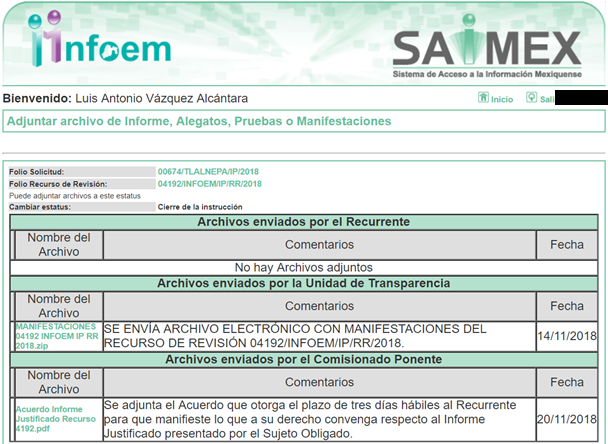 infoem
SAIMEX
Sistema de Acceso a la Información Mexiquense
Bienvenido: Luis Antonio Vázquez Alcántara
Inicio
Sali
Adjuntar archivo de Informe, Alegatos, Pruebas o Manifestaciones
Folio Solicitud: 00674/TLALNEPA/IP/2018
Folio Recurso de Revisión: 04192/INFOEM/IP/RR/2018
Puede adjuntar archivos a este estatus
Cambiar estatus: Cierre de la instrucción
Archivos enviados por el Recurrente
Nombre del Archivo Comentarios Fecha
No hay Archivos adjuntos
Archivos enviados por la Unidad de Transparencia
Nombre del Archivo Comentarios Fecha
MANIFESTACIONES
04192 INFOEM IP RR
2018.zip
SE ENVÍA ARCHIVO ELECTRÓNICO CON MANIFESTACIONES DEL
RECURSO DE REVISIÓN 04192/INFOEM/IP/RR/2018.
14/11/2018
Archivos enviados por el Comisionado Ponente
Nombre del Archivo Comentarios Fecha
Acuerdo Informe
Justificado Recurso
4192.pdf
Se adjunta el Acuerdo que otorga el plazo de tres días hábiles al Recurrente
para que manifieste lo que a su derecho convenga respecto al Informe
Justificado presentado por el Sujeto Obligado.
20/11/2018